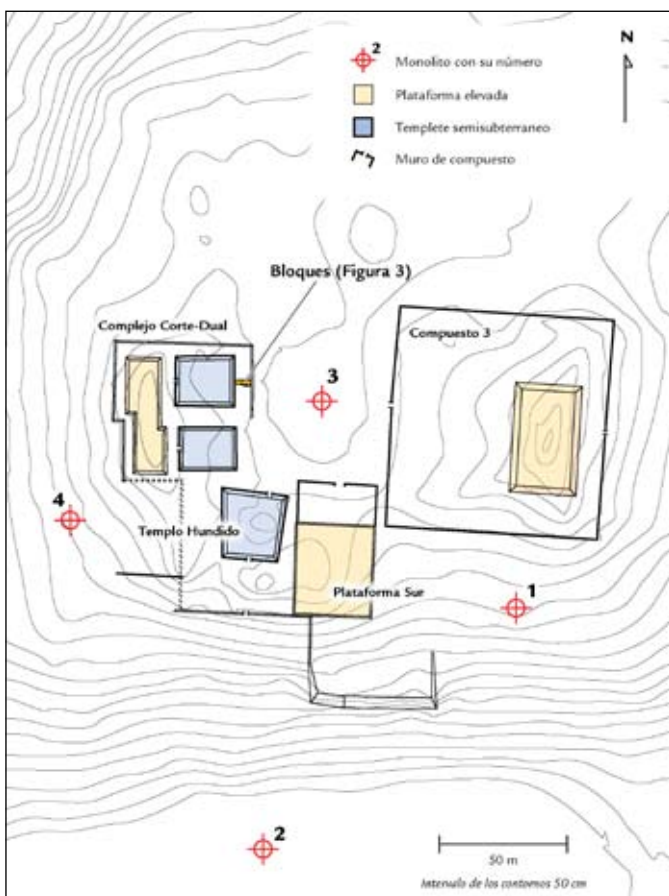 N
2 Monolito con su número
Plataforma elevada
Templete semisubterraneo
Muro de compuesto
Bloques (Figura 3)
Complejo Corte-Dual
Compuesto 3
3
4
Templo Hundido
Plataforma Sur
1
2
50 m
Intervalo de los contornos 50 cm